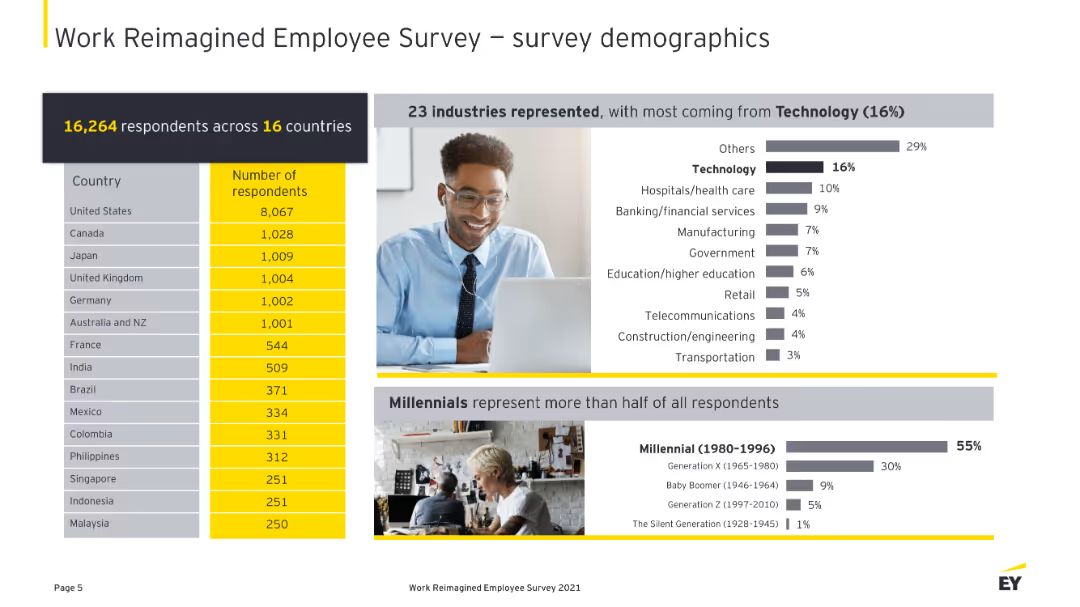 Work Reimagined Employee Survey – survey demographics
16,264 respondents across 16 countries
Country
Number of
respondents
United States 8,067
Canada 1,028
Japan 1,009
United Kingdom 1,004
Germany 1,002
Australia and NZ 1,001
France 544
India 509
Brazil 371
Mexico 334
Colombia 331
Philippines 312
Singapore 251
Indonesia 251
Malaysia 250
23 industries represented, with most coming from Technology (16%)
Others 29%
Technology 16%
Hospitals/health care 10%
Banking/financial services 9%
Manufacturing 7%
Government 7%
Education/higher education 6%
Retail 5%
Telecommunications 4%
Construction/engineering 4%
Transportation 3%
Millennials represent more than half of all respondents
Millennial (1980–1996) 55%
Generation X (1965-1980) 30%
Baby Boomer (1946-1964) 9%
Generation Z (1997-2010) 5%
The Silent Generation (1928-1945) 1%
Page 5
Work Reimagined Employee Survey 2021
EY